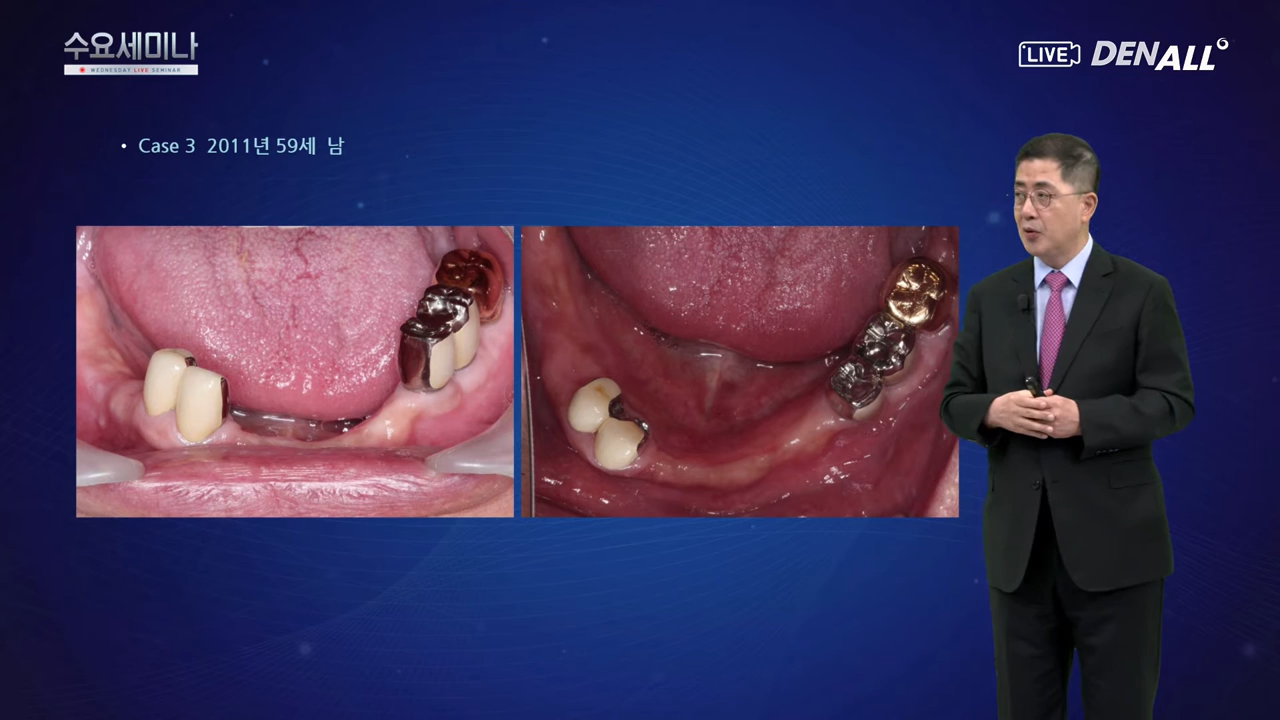 수요세미나
WEDNESDAY LIVE SEMINAR
LIVE DENALL
• Case 3 2011년 59세 남